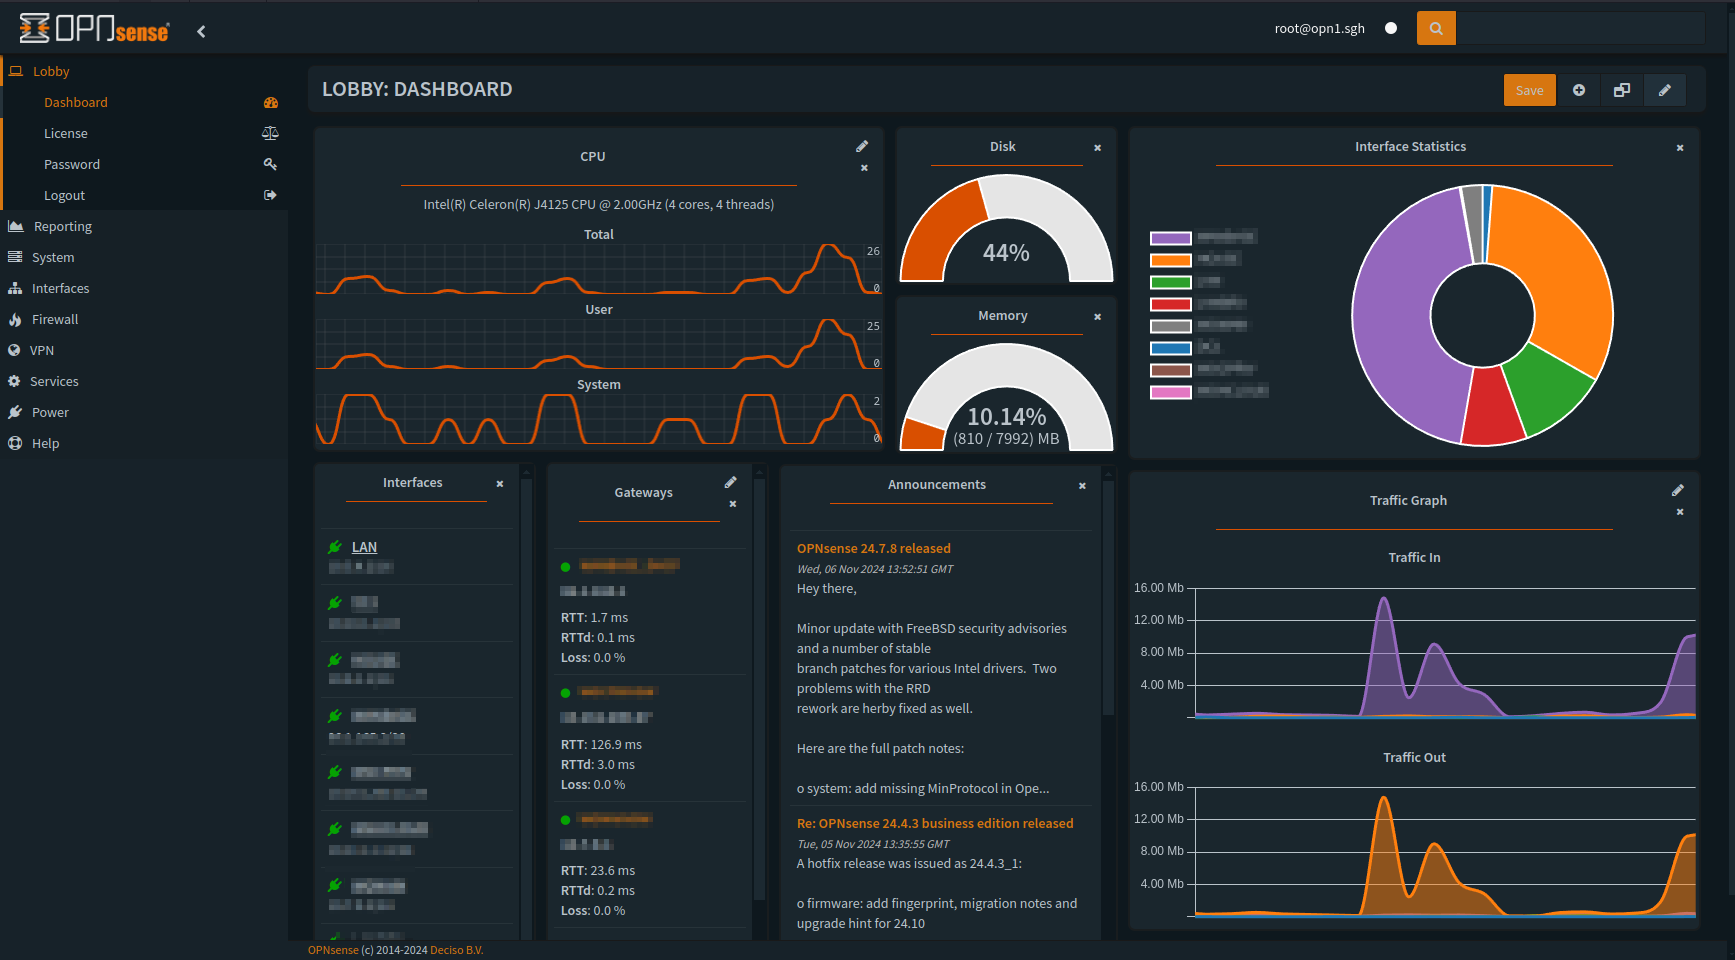 OPNsense
root@opn1.sgh
Lobby
Dashboard
License
Password
Logout
Reporting
System
Interfaces
Firewall
VPN
Services
Power
Help
LOBBY: DASHBOARD
Save
CPU
Intel(R) Celeron(R) J4125 CPU @ 2.00GHz (4 cores, 4 threads)
Total
26
0
User
25
0
System
2
0
Disk
44%
Memory
10.14%
(810 / 7992) MB
Interface Statistics
Interfaces
LAN
Gateways
RTT: 1.7 ms
RTTd: 0.1 ms
Loss: 0.0 %
RTT: 126.9 ms
RTTd: 3.0 ms
Loss: 0.0 %
RTT: 23.6 ms
RTTd: 0.2 ms
Loss: 0.0 %
Announcements
OPNsense 24.7.8 released
Wed, 06 Nov 2024 13:52:51 GMT
Hey there,
Minor update with FreeBSD security advisories
and a number of stable
branch patches for various Intel drivers.  Two
problems with the RRD
rework are herby fixed as well.
Here are the full patch notes:
o system: add missing MinProtocol in Ope...
Re: OPNsense 24.4.3 business edition released
Tue, 05 Nov 2024 13:35:55 GMT
A hotfix release was issued as 24.4.3_1:
o firmware: add fingerprint, migration notes and
upgrade hint for 24.10
Traffic Graph
Traffic In
16.00 Mb
12.00 Mb
8.00 Mb
4.00 Mb
Traffic Out
16.00 Mb
12.00 Mb
8.00 Mb
4.00 Mb
OPNsense (c) 2014-2024 Deciso B.V.